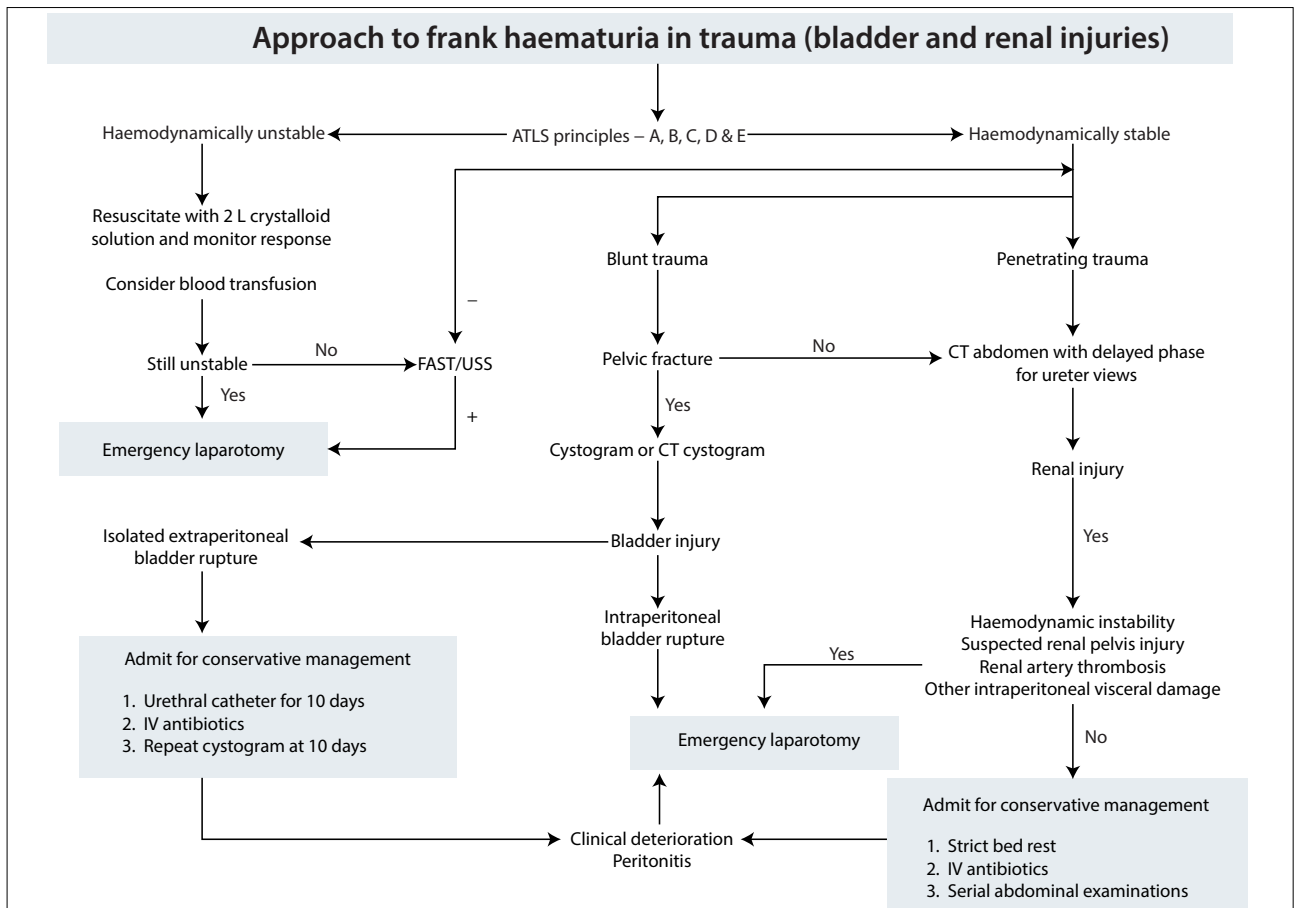 Approach to frank haematuria in trauma (bladder and renal injuries)
Haemodynamically unstable
ATLS principles – A, B, C, D & E
Haemodynamically stable
Resuscitate with 2 L crystalloid
solution and monitor response
Consider blood transfusion
Blunt trauma
Penetrating trauma
–
Still unstable
No
FAST/USS
Yes
+
Emergency laparotomy
Pelvic fracture
No
CT abdomen with delayed phase
for ureter views
Yes
Cystogram or CT cystogram
Renal injury
Bladder injury
Isolated extraperitoneal
bladder rupture
Yes
Intraperitoneal
bladder rupture
Haemodynamic instability
Suspected renal pelvis injury
Renal artery thrombosis
Other intraperitoneal visceral damage
Yes
No
Admit for conservative management
1. Urethral catheter for 10 days
2. IV antibiotics
3. Repeat cystogram at 10 days
Emergency laparotomy
Clinical deterioration
Peritonitis
Admit for conservative management
1. Strict bed rest
2. IV antibiotics
3. Serial abdominal examinations